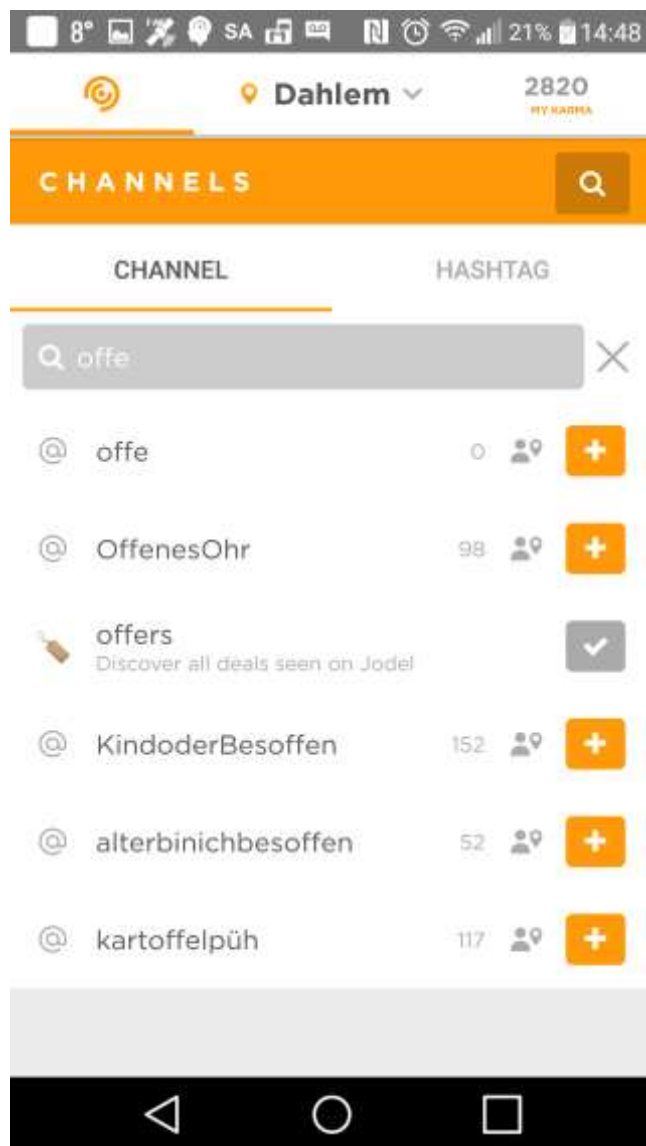 8° SA 21% 14:48
Dahlem 2820
MY KARMA
CHANNELS
CHANNEL HASHTAG
offe
offe 0
OffenesOhr 98
offers
Discover all deals seen on Jodel
KindoderBesoffen 152
alterbinichbesoffen 52
kartoffelpüh 117